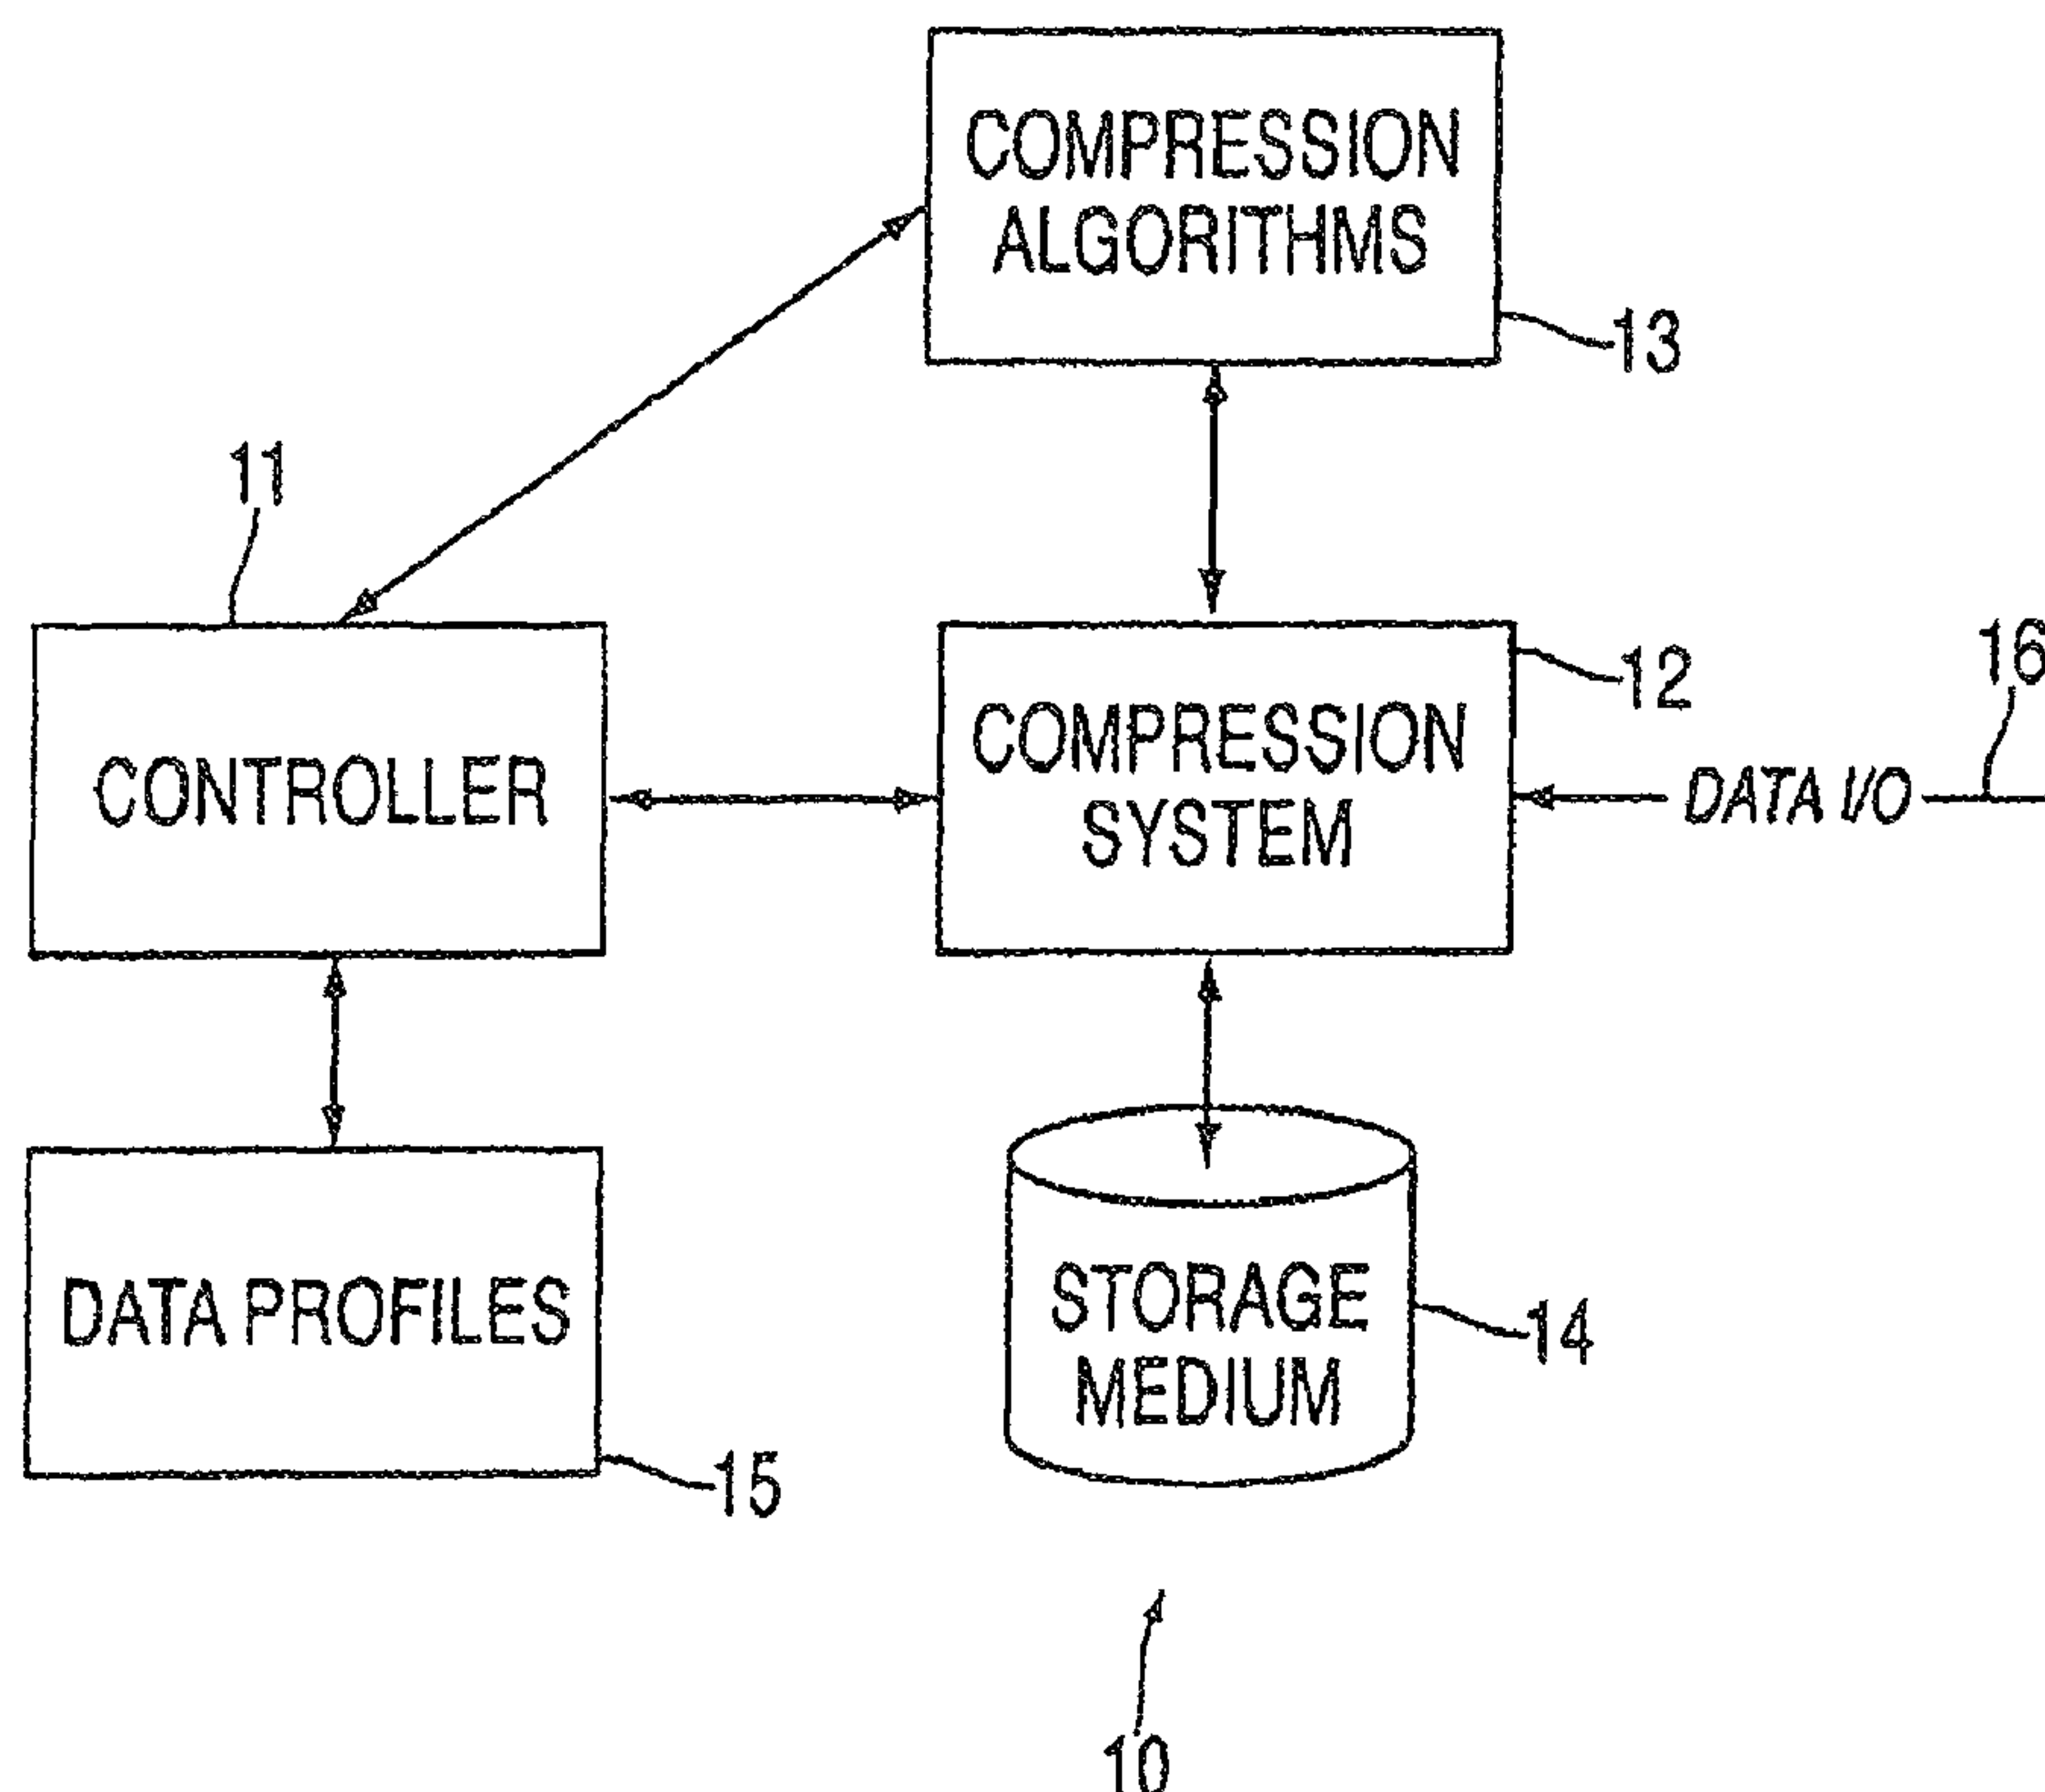 COMPRESSION
ALGORITHMS
13
11
CONTROLLER
COMPRESSION
SYSTEM
12
16
DATA I/O
DATA PROFILES
15
STORAGE
MEDIUM
14
10